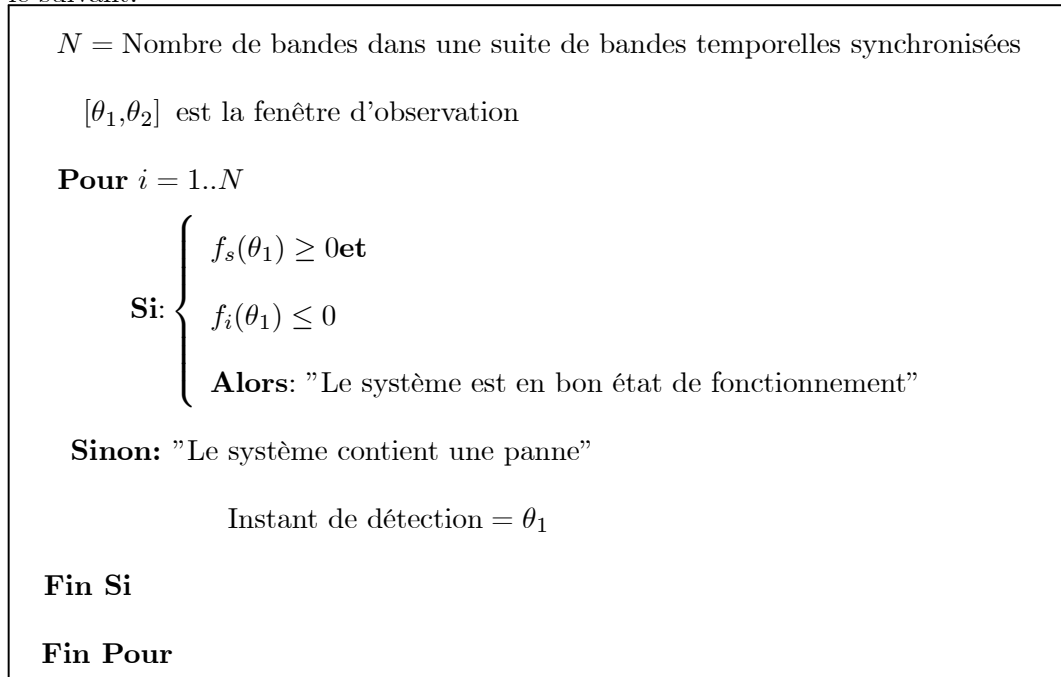 N = Nombre de bandes dans une suite de bandes temporelles synchronisées
[θ₁,θ₂] est la fenêtre d'observation
Pour i = 1..N
Si: { fₛ(θ₁) ≥ 0et
fᵢ(θ₁) ≤ 0
Alors: ”Le système est en bon état de fonctionnement”
Sinon: ”Le système contient une panne”
Instant de détection = θ₁
Fin Si
Fin Pour